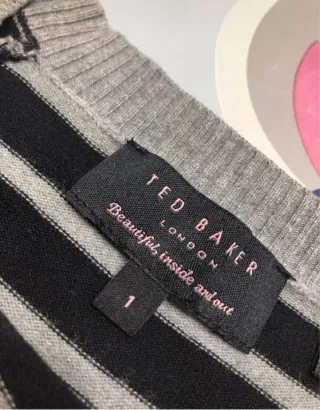 TED BAKER
LONDON
Beautiful, inside and out
1